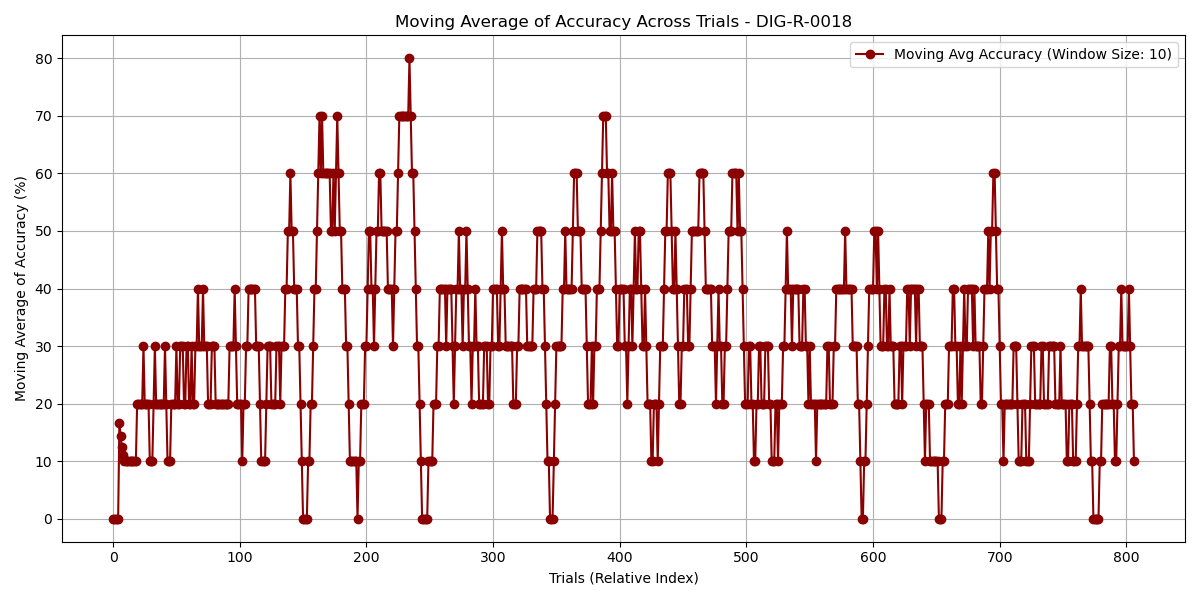 Moving Average of Accuracy Across Trials - DIG-R-0018
Moving Avg Accuracy (Window Size: 10)
Moving Average of Accuracy (%)
80
70
60
50
40
30
20
10
0
0 100 200 300 400 500 600 700 800
Trials (Relative Index)